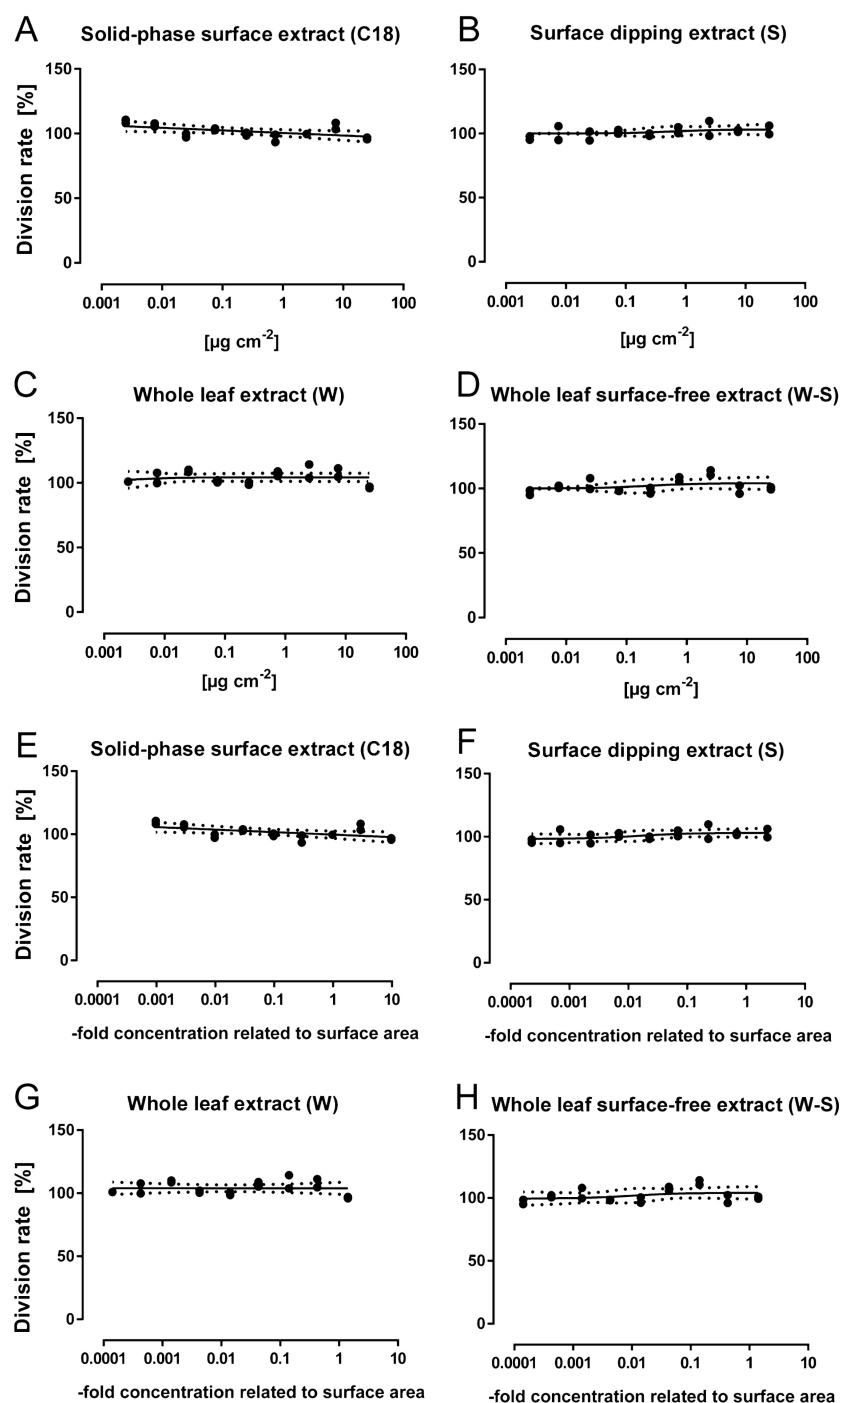 A
Solid-phase surface extract (C18)
150
100
50
0
Division rate [%]
0.001 0.01 0.1 1 10 100
[µg cm-2]
B
Surface dipping extract (S)
150
100
50
0
0.001 0.01 0.1 1 10 100
[µg cm-2]
C
Whole leaf extract (W)
150
100
50
0
Division rate [%]
0.001 0.01 0.1 1 10 100
[µg cm-2]
D
Whole leaf surface-free extract (W-S)
150
100
50
0
0.001 0.01 0.1 1 10 100
[µg cm-2]
E
Solid-phase surface extract (C18)
150
100
50
0
Division rate [%]
0.0001 0.001 0.01 0.1 1 10
-fold concentration related to surface area
F
Surface dipping extract (S)
150
100
50
0
0.0001 0.001 0.01 0.1 1 10
-fold concentration related to surface area
G
Whole leaf extract (W)
150
100
50
0
Division rate [%]
0.0001 0.001 0.01 0.1 1 10
-fold concentration related to surface area
H
Whole leaf surface-free extract (W-S)
150
100
50
0
0.0001 0.001 0.01 0.1 1 10
-fold concentration related to surface area